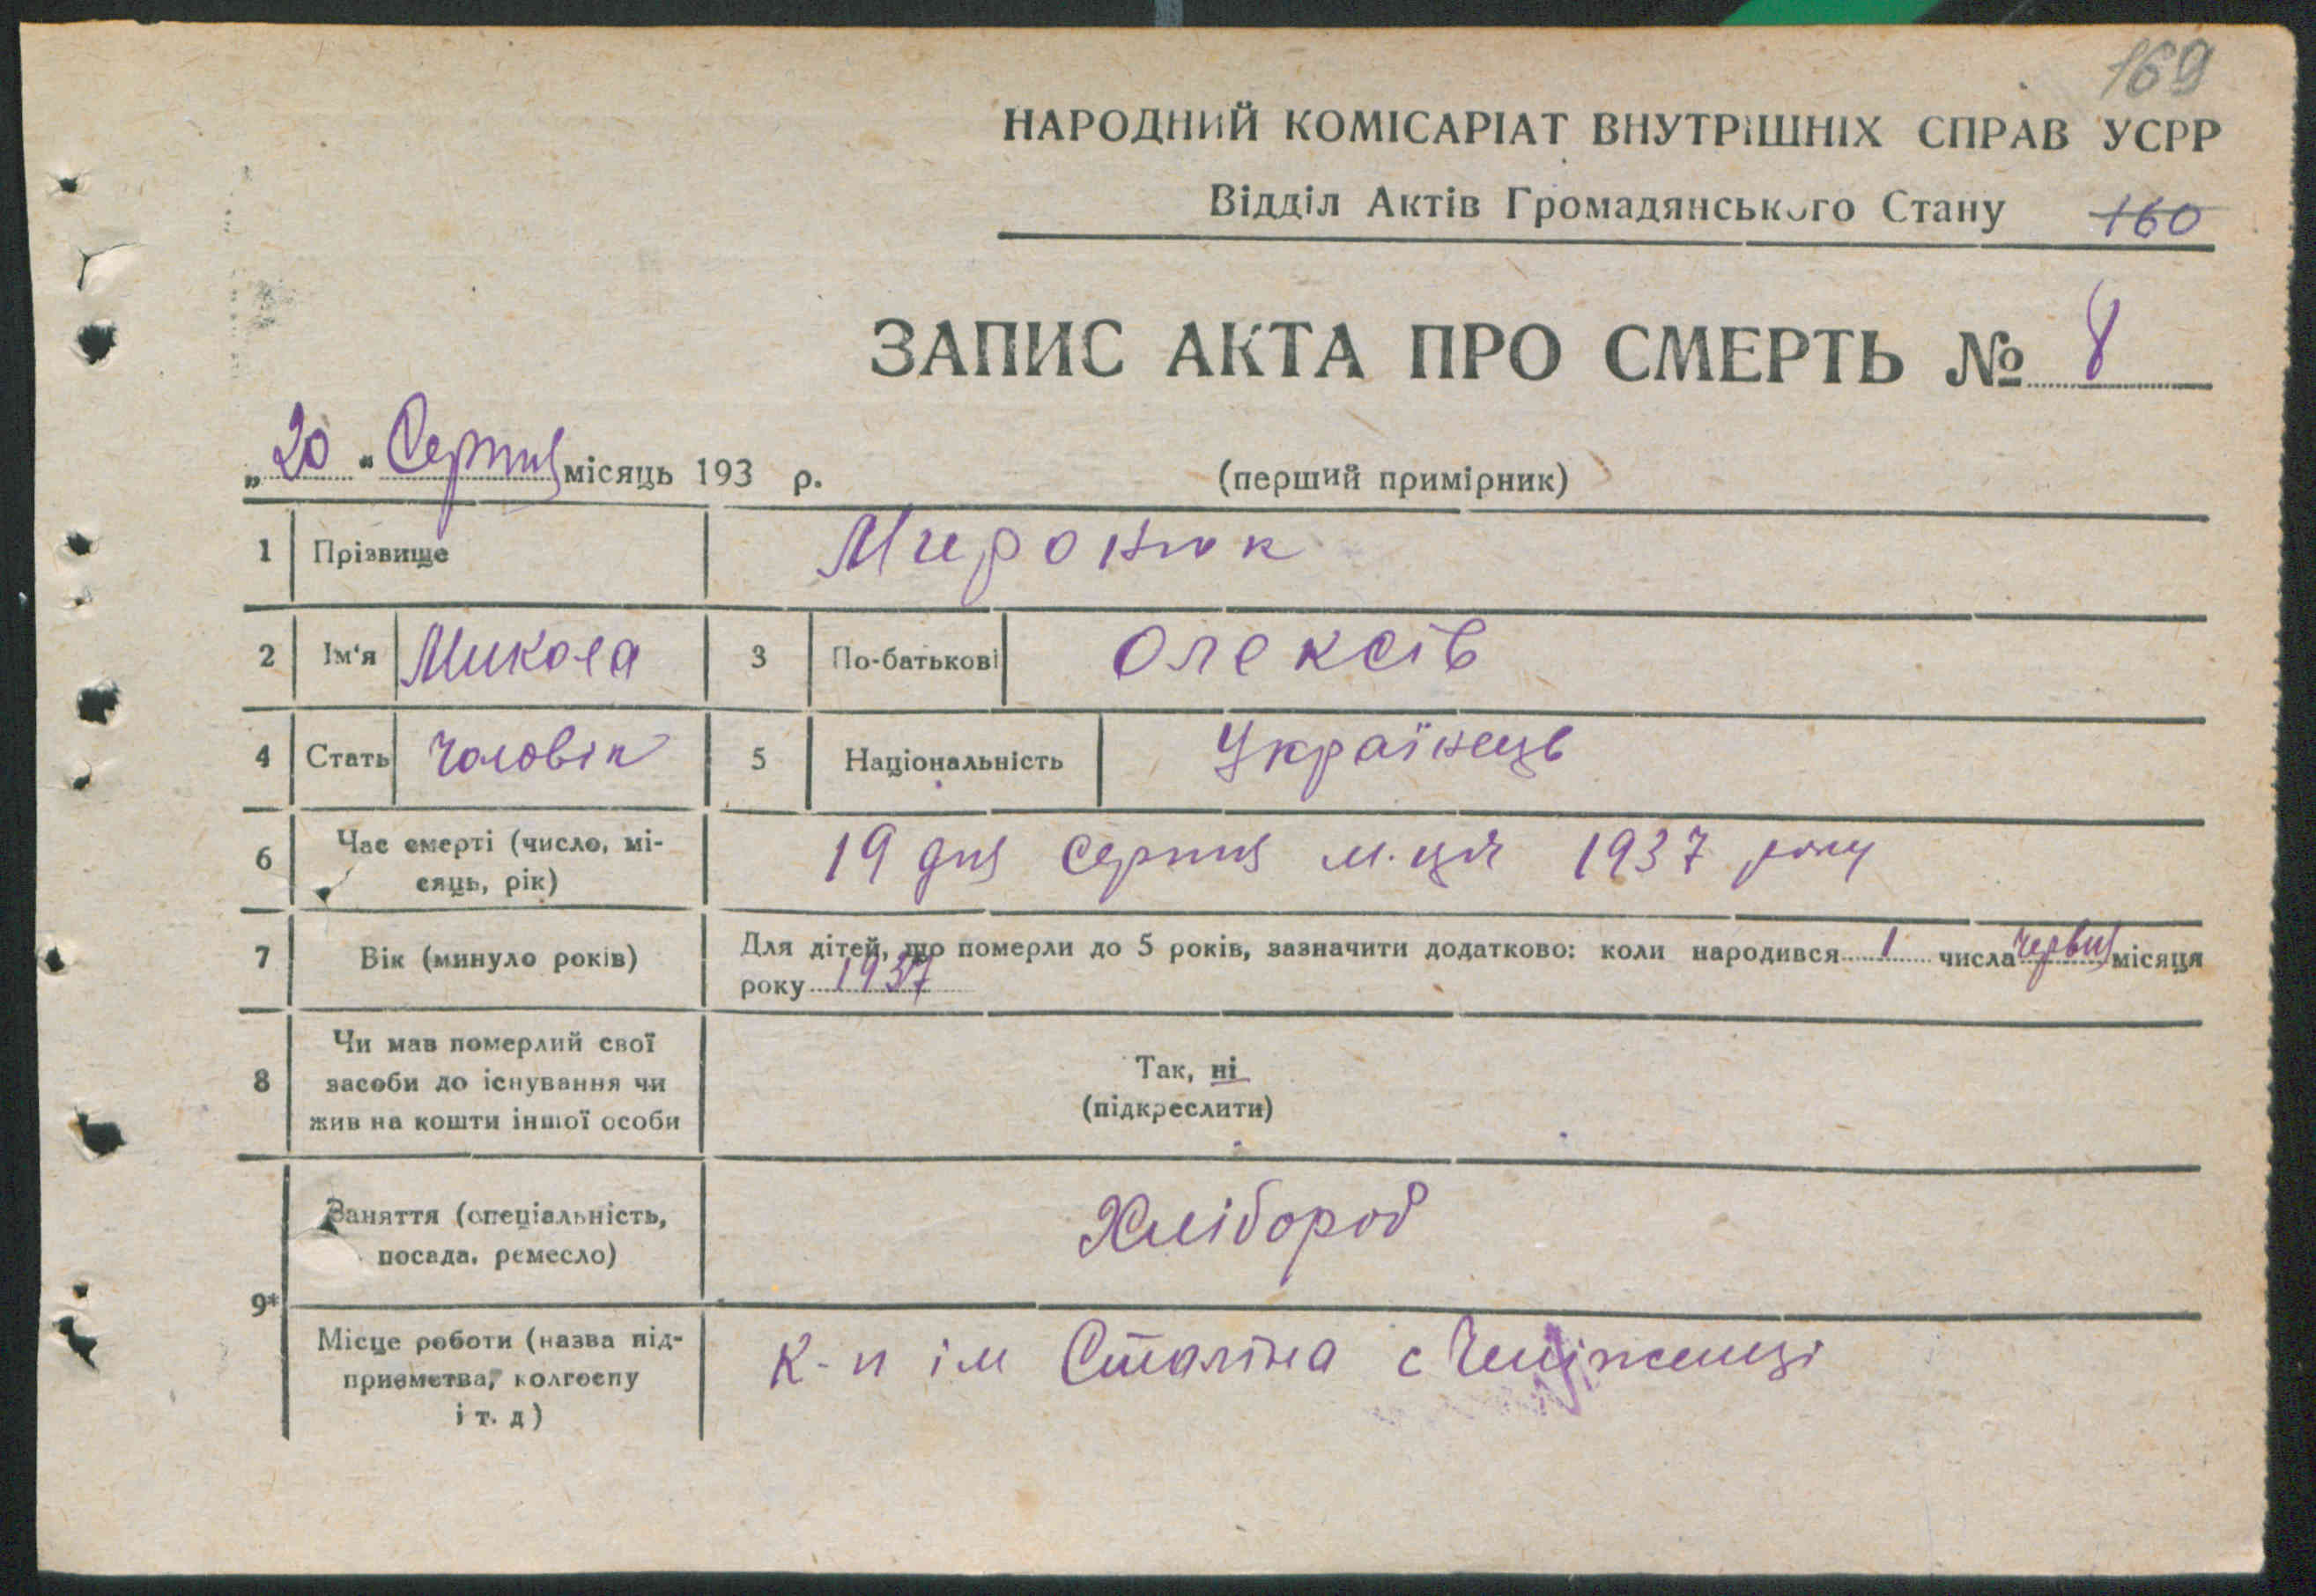 169
НАРОДНИЙ КОМІСАРІАТ ВНУТРІШНІХ СПРАВ УСРР
Відділ Актів Громадянського Стану 160
ЗАПИС АКТА ПРО СМЕРТЬ № 8
„20“ Серпня місяць 193 р. (перший примірник)
1 Прізвище Миронюк
2 Ім'я Микола 3 По-батькові Олексів
4 Стать чоловік 5 Національність Українець
6 Час смерті (число, мі-
сяць, рік) 19 дня серпня м-ця 1937 року
7 Вік (минуло років) Для дітей, що померли до 5 років, зазначити додатково: коли народився 1 числа червня місяця
року 1937
8 Чи мав померлий свої
засоби до існування чи
жив на кошти іншої особи
Так, ні
(підкреслити)
9* Заняття (спеціальність,
посада, ремесло) Хлібороб
Місце роботи (назва під-
приємства, колгоспу
і т. д) к-п ім Сталіна с